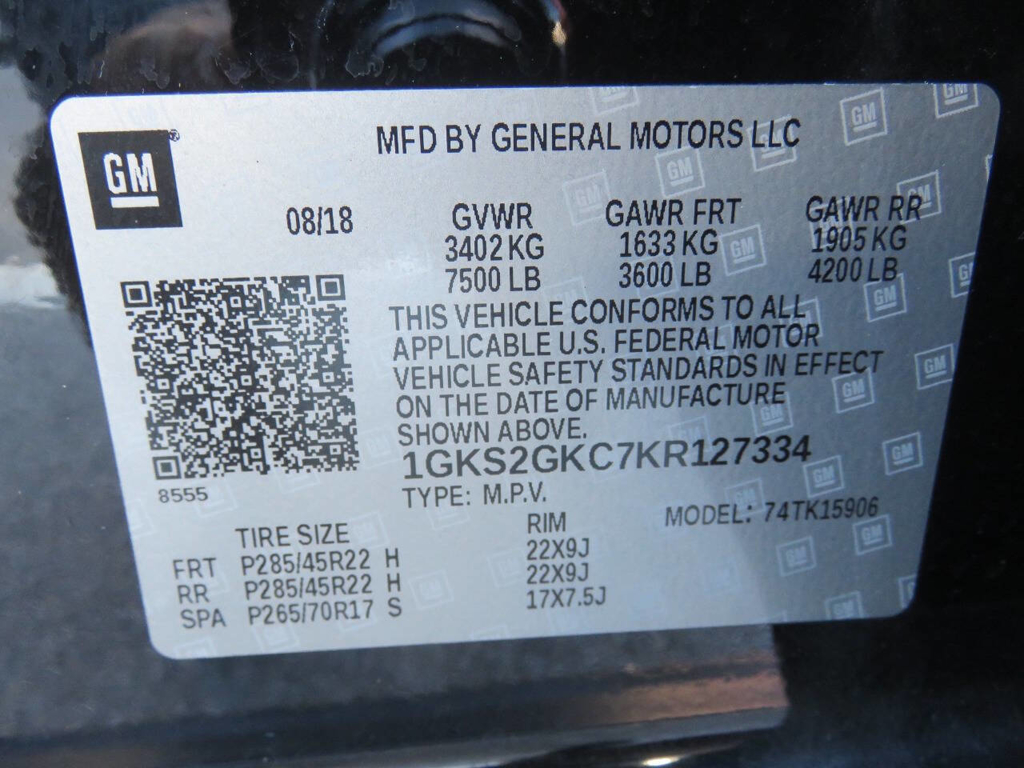 GM®
MFD BY GENERAL MOTORS LLC
08/18
GVWR GAWR FRT GAWR RR
3402 KG 1633 KG 1905 KG
7500 LB 3600 LB 4200 LB
THIS VEHICLE CONFORMS TO ALL
APPLICABLE U.S. FEDERAL MOTOR
VEHICLE SAFETY STANDARDS IN EFFECT
ON THE DATE OF MANUFACTURE
SHOWN ABOVE.
1GKS2GKC7KR127334
8555
TYPE: M.P.V. MODEL: 74TK15906
TIRE SIZE RIM
FRT P285/45R22 H 22X9J
RR P285/45R22 H 22X9J
SPA P265/70R17 S 17X7.5J